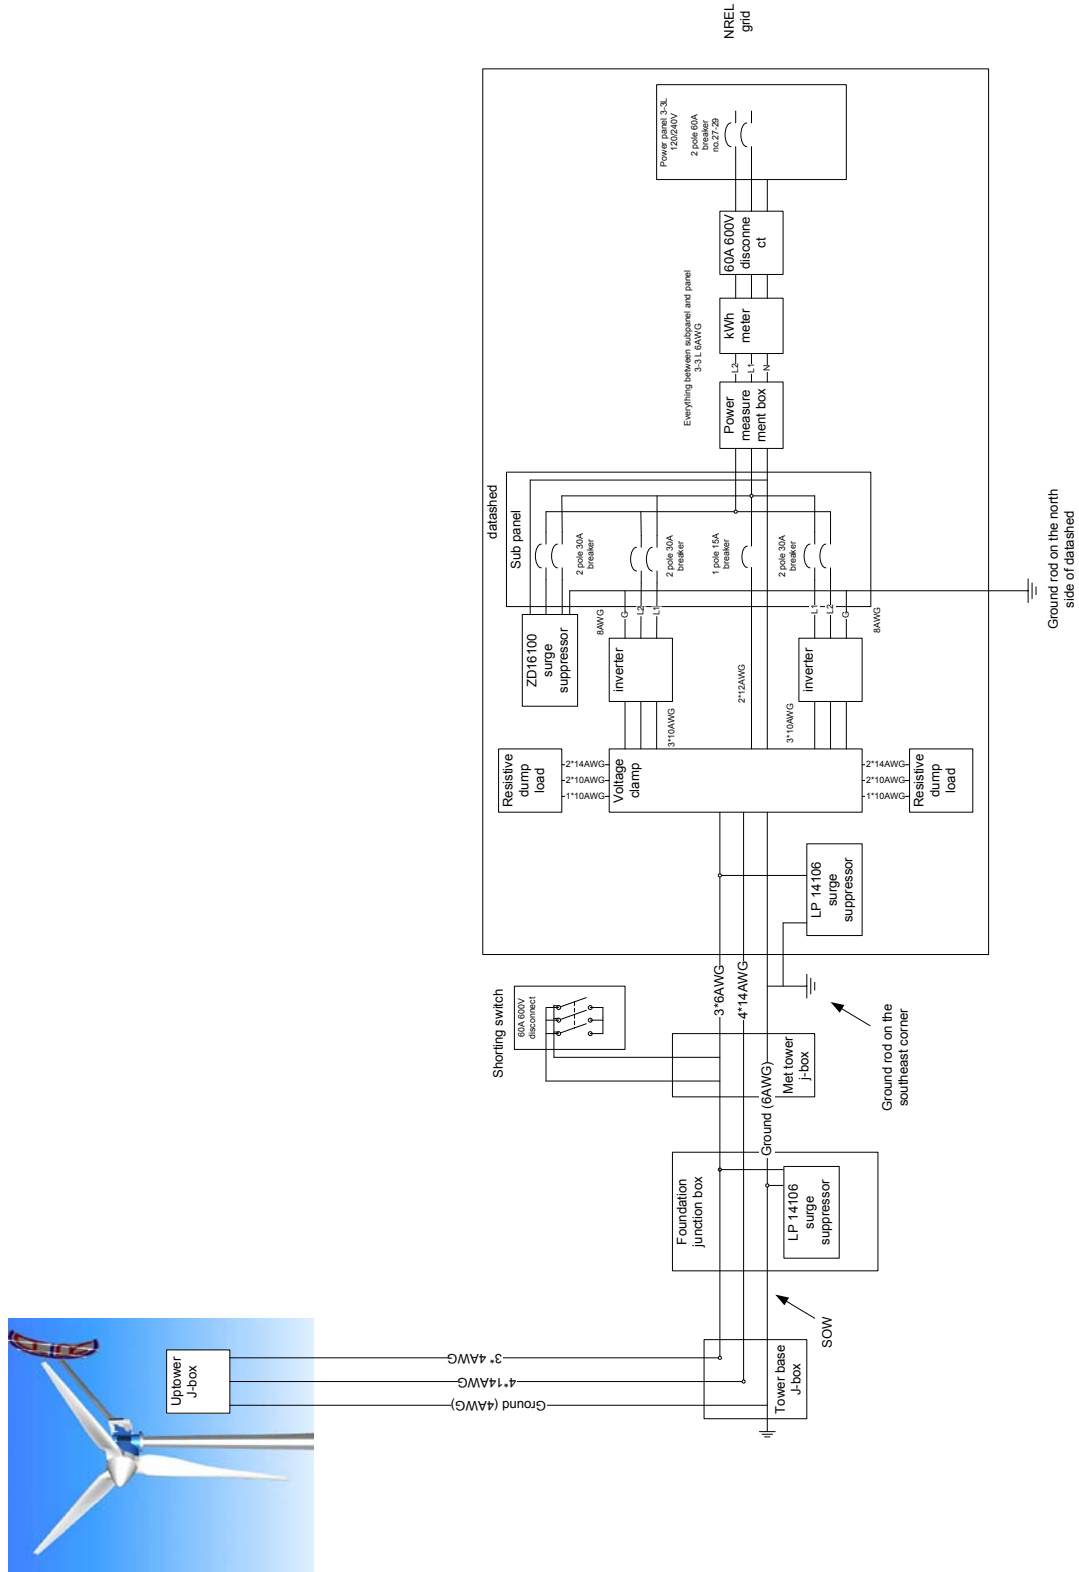 NREL
grid
Power panel 3-3L
120/240V
2 pole 60A
breaker
no.27-29
60A 600V
disconne
ct
kWh
meter
Everything between subpanel and panel
3-3 L 6AWG
L2
L1
N
Power
measure
ment box
datashed
Sub panel
2 pole 30A
breaker
2 pole 30A
breaker
1 pole 15A
breaker
2 pole 30A
breaker
ZD16100
surge
suppressor
8AWG
G
L2
L1
L1
L2
G
8AWG
Ground rod on the north
side of datashed
inverter
inverter
3*10AWG
2*12AWG
3*10AWG
Resistive
dump
load
2*14AWG
2*10AWG
1*10AWG
Voltage
clamp
2*14AWG
2*10AWG
1*10AWG
Resistive
dump
load
LP 14106
surge
suppressor
Shorting switch
60A 600V
disconnect
3*6AWG
4*14AWG
Ground (6AWG)
Met tower
j-box
Ground rod on the
southeast corner
Foundation
junction box
LP 14106
surge
suppressor
SOW
Uptower
J-box
3* 4AWG
4*14AWG
Ground (4AWG)
Tower base
J-box